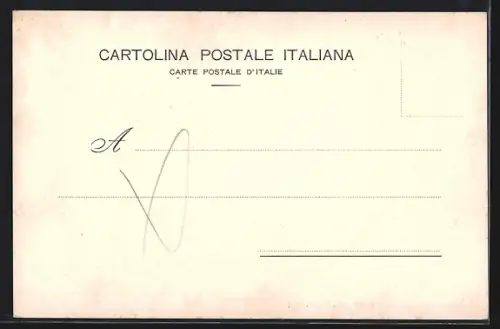 CARTOLINA POSTALE ITALIANA
CARTE POSTALE D'ITALIE
A